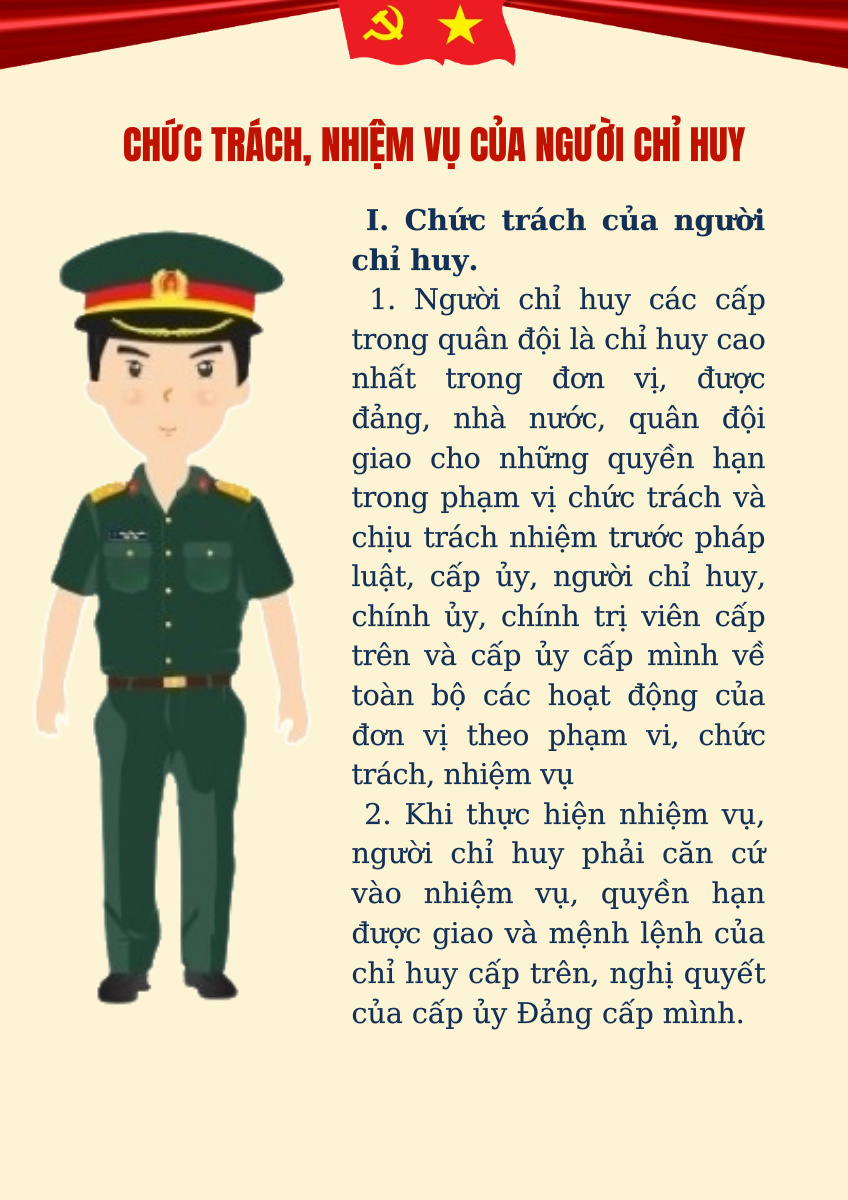 CHỨC TRÁCH, NHIỆM VỤ CỦA NGƯỜI CHỈ HUY
I. Chức trách của người
chỉ huy.
1. Người chỉ huy các cấp
trong quân đội là chỉ huy cao
nhất trong đơn vị, được
đảng, nhà nước, quân đội
giao cho những quyền hạn
trong phạm vị chức trách và
chịu trách nhiệm trước pháp
luật, cấp ủy, người chỉ huy,
chính ủy, chính trị viên cấp
trên và cấp ủy cấp mình về
toàn bộ các hoạt động của
đơn vị theo phạm vi, chức
trách, nhiệm vụ
2. Khi thực hiện nhiệm vụ,
người chỉ huy phải căn cứ
vào nhiệm vụ, quyền hạn
được giao và mệnh lệnh của
chỉ huy cấp trên, nghị quyết
của cấp ủy Đảng cấp mình.